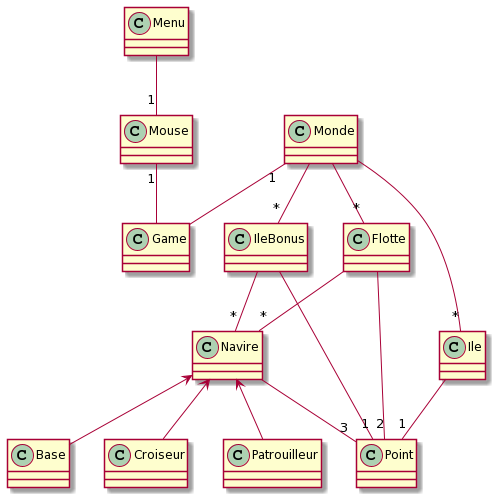 C Menu
1
C Mouse
C Monde
1
1
*
*
C Game
C IleBonus
C Flotte
*
*
*
C Navire
C Ile
3
1
2
1
C Base
C Croiseur
C Patrouilleur
C Point